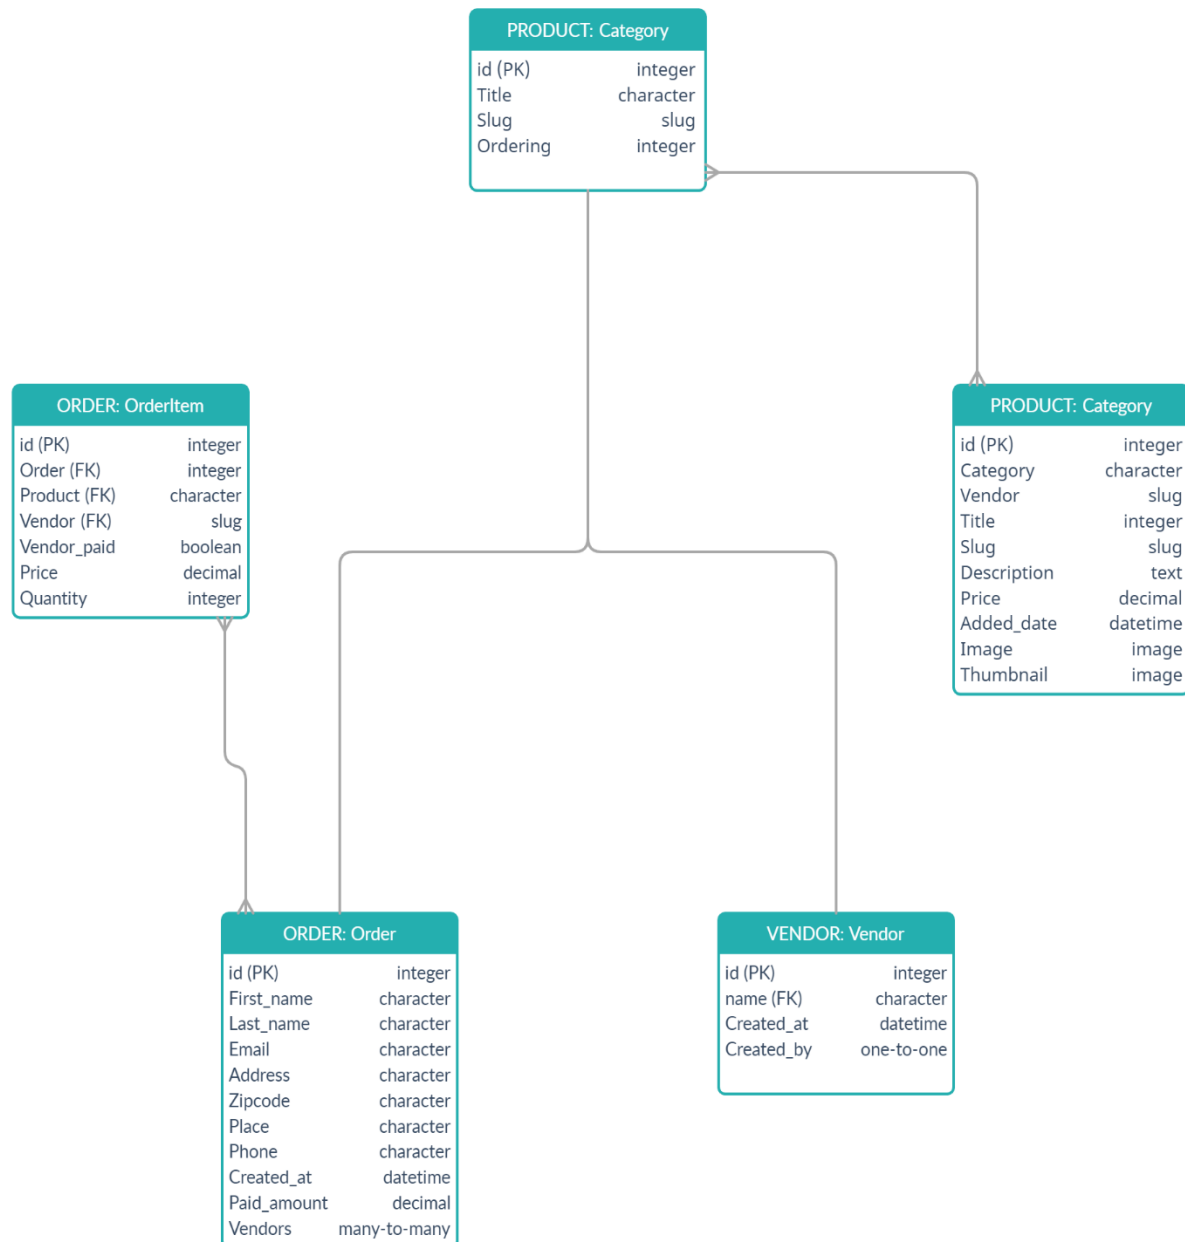 PRODUCT: Category
id (PK) integer
Title character
Slug slug
Ordering integer
ORDER: OrderItem
id (PK) integer
Order (FK) integer
Product (FK) character
Vendor (FK) slug
Vendor_paid boolean
Price decimal
Quantity integer
PRODUCT: Category
id (PK) integer
Category character
Vendor slug
Title integer
Slug slug
Description text
Price decimal
Added_date datetime
Image image
Thumbnail image
ORDER: Order
id (PK) integer
First_name character
Last_name character
Email character
Address character
Zipcode character
Place character
Phone character
Created_at datetime
Paid_amount decimal
Vendors many-to-many
VENDOR: Vendor
id (PK) integer
name (FK) character
Created_at datetime
Created_by one-to-one